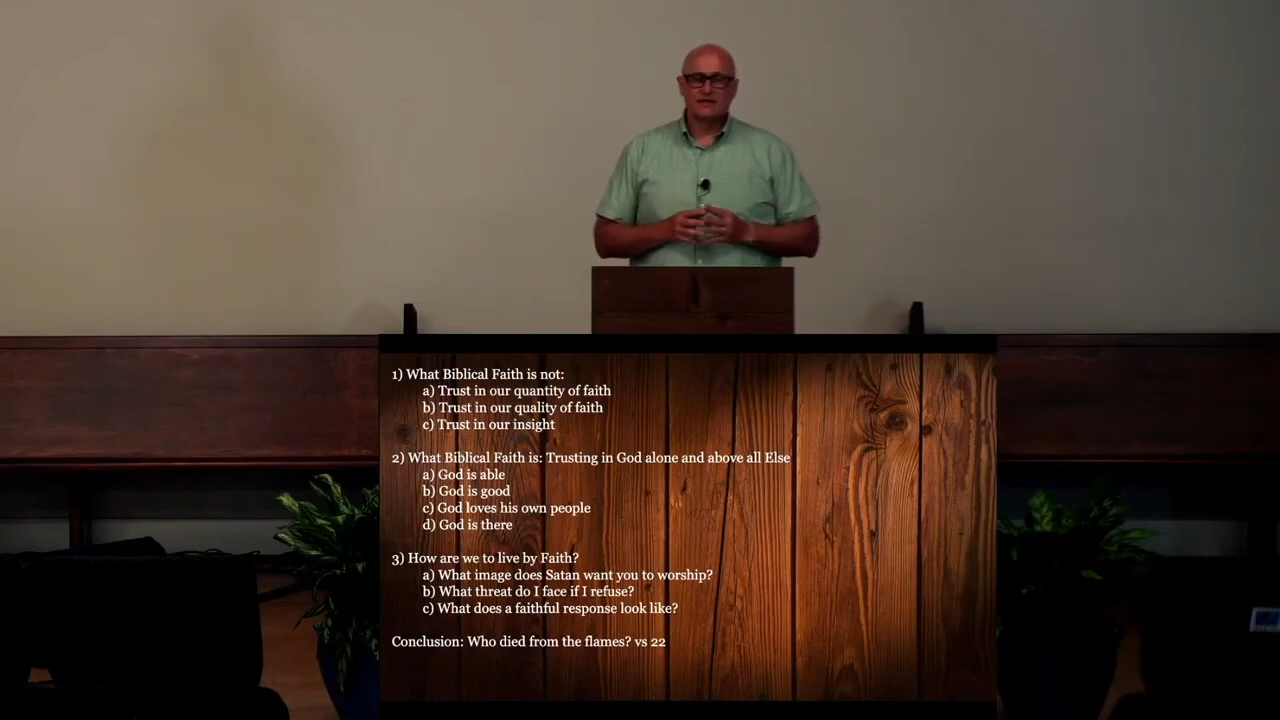 1) What Biblical Faith is not:
a) Trust in our quantity of faith
b) Trust in our quality of faith
c) Trust in our insight
2) What Biblical Faith is: Trusting in God alone and above all Else
a) God is able
b) God is good
c) God loves his own people
d) God is there
3) How are we to live by Faith?
a) What image does Satan want you to worship?
b) What threat do I face if I refuse?
c) What does a faithful response look like?
Conclusion: Who died from the flames? vs 22